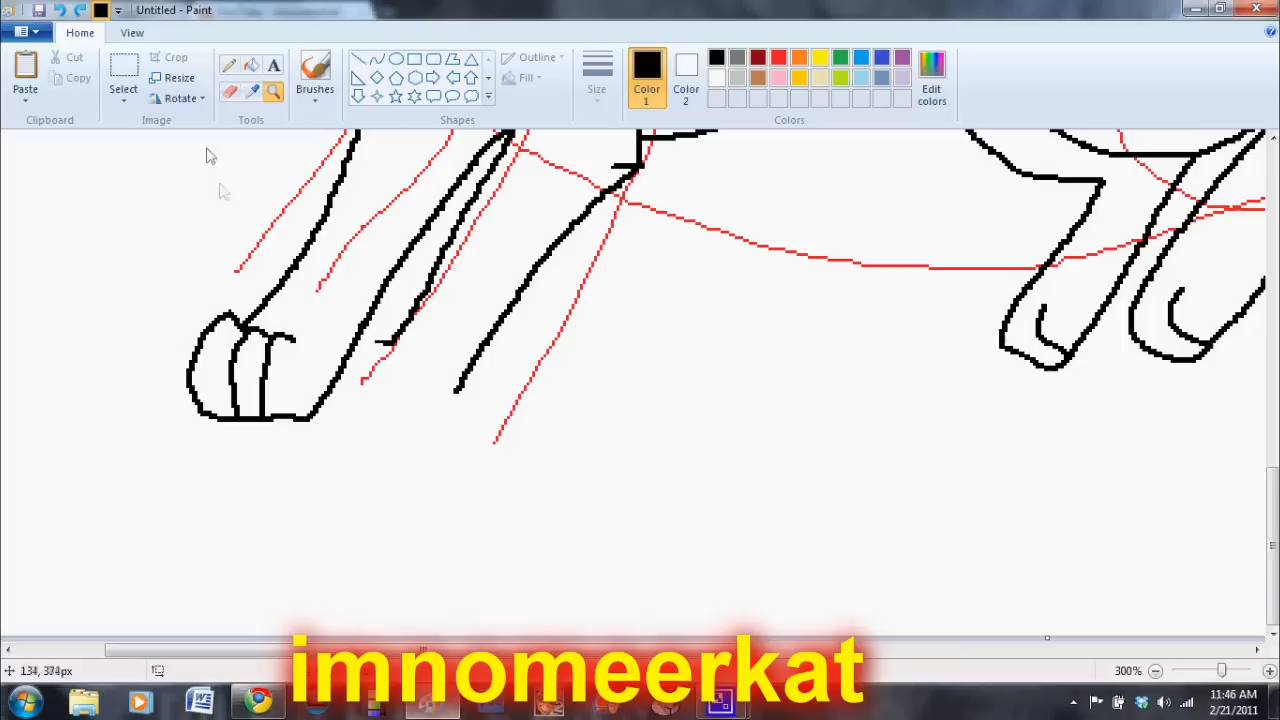 Untitled - Paint
Home
View
Paste
Cut
Copy
Clipboard
Select
Crop
Resize
Rotate
Image
A
Tools
Brushes
Outline
Fill
Shapes
Size
Color
1
Color
2
Edit
colors
Colors
134, 374px
300%
imnomeerkat
11:46 AM
2/21/2011